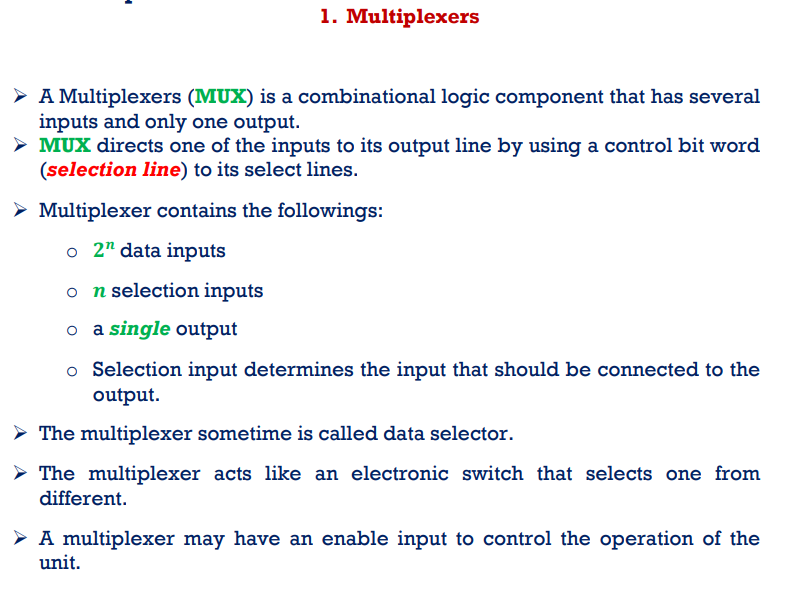 1. Multiplexers
➢ A Multiplexers (MUX) is a combinational logic component that has several
inputs and only one output.
➢ MUX directs one of the inputs to its output line by using a control bit word
(selection line) to its select lines.
➢ Multiplexer contains the followings:
o 2ⁿ data inputs
o n selection inputs
o a single output
o Selection input determines the input that should be connected to the
output.
➢ The multiplexer sometime is called data selector.
➢ The multiplexer acts like an electronic switch that selects one from
different.
➢ A multiplexer may have an enable input to control the operation of the
unit.